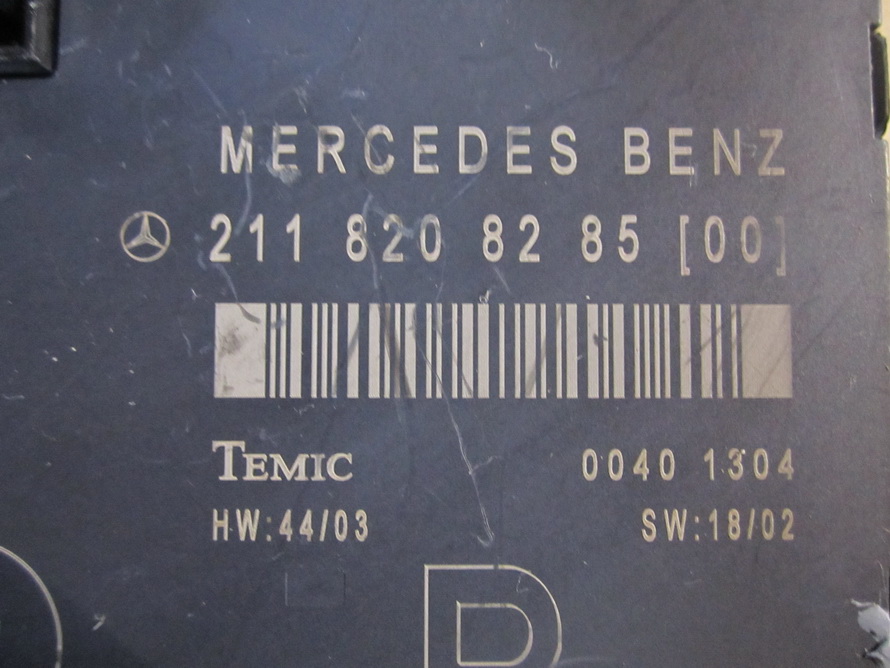 MERCEDES BENZ
211 820 82 85 [00]
TEMIC 0040 1304
HW:44/03 SW:18/02